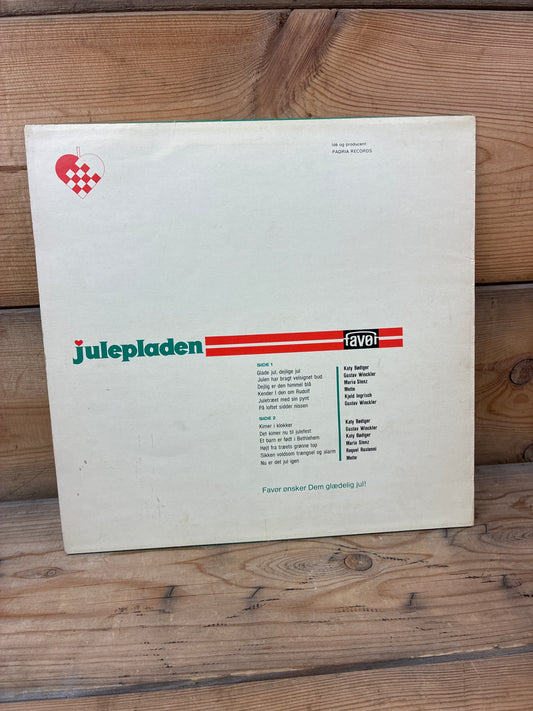 Idé og producent
PADRIA RECORDS
julepladen
favør
SIDE 1
Glade jul, dejlige jul Katy Bødtger
Julen har bragt velsignet bud Gustav Winckler
Dejlig er den himmel blå Maria Stenz
Kender I den om Rudolf Mette
Juletræet med sin pynt Kjeld Ingrisch
På loftet sidder nissen Gustav Winckler
SIDE 2
Kimer i klokker Katy Bødtger
Det kimer nu til julefest Gustav Winckler
Et barn er født i Bethlehem Katy Bødtger
Højt fra træets grønne top Maria Stenz
Sikken voldsom trængsel og alarm Raquel Rastenni
Nu er det jul igen Mette
Favør ønsker Dem glædelig jul!